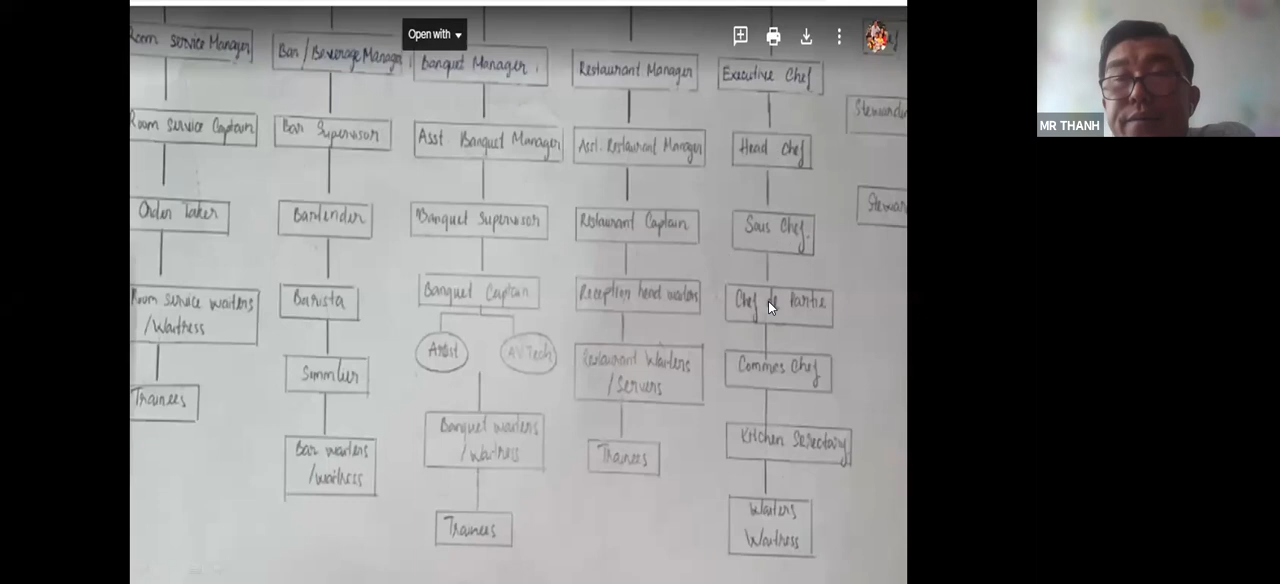 Open with
MR THANH
Room Service Manager
Room Service Captain
Order Taker
Room service waiters
/Waitress
Trainees
Bar / Beverage Manager
Bar Supervisor
Bartender
Barista
Sommlier
Bar waiters
/waitress
Banquet Manager
Asst. Banquet Manager
Banquet Supervisor
Banquet Captain
Artist
AV Tech
Banquet waiters
/Waitress
Trainees
Restaurant Manager
Asst. Restaurant Manager
Restaurant Captain
Reception head waiters
Restaurant Waiters
/Servers
Trainees
Executive Chef
Head Chef
Sous Chef.
Chef de Partie
Commis Chef
Kitchen Secretary
Waiters
Waitress